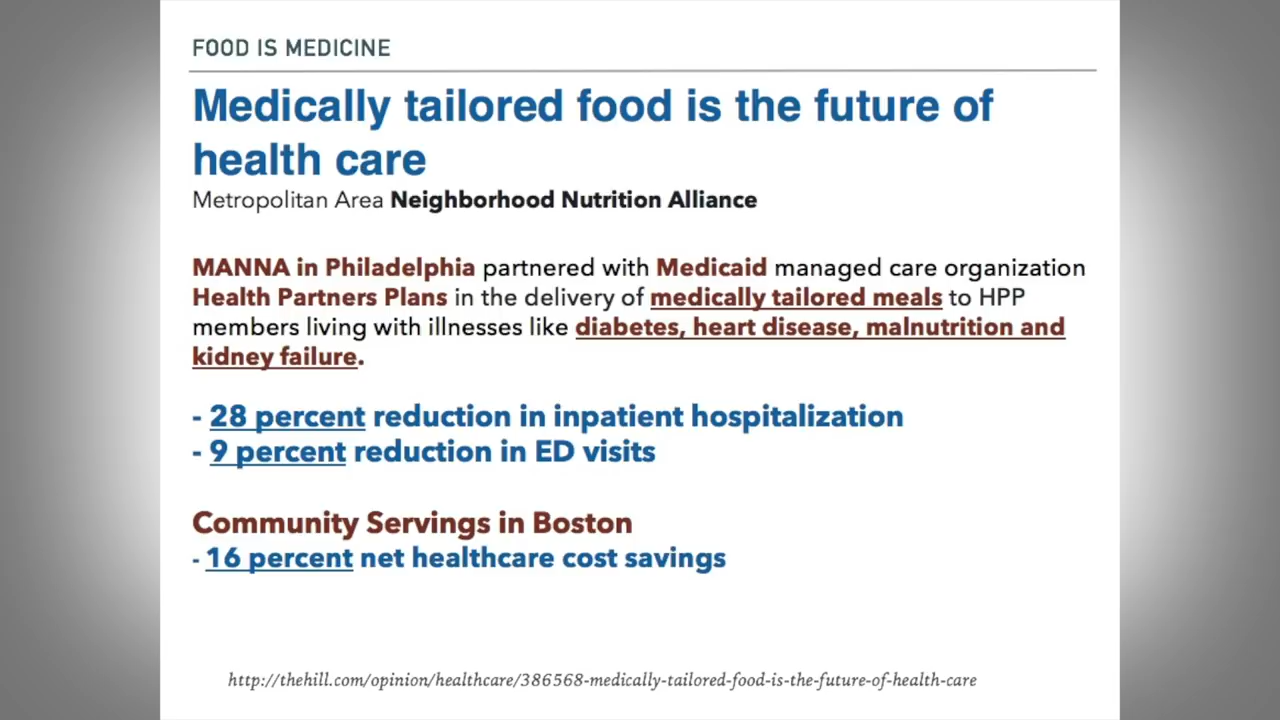 FOOD IS MEDICINE
Medically tailored food is the future of
health care
Metropolitan Area Neighborhood Nutrition Alliance
MANNA in Philadelphia partnered with Medicaid managed care organization
Health Partners Plans in the delivery of medically tailored meals to HPP
members living with illnesses like diabetes, heart disease, malnutrition and
kidney failure.
- 28 percent reduction in inpatient hospitalization
- 9 percent reduction in ED visits
Community Servings in Boston
- 16 percent net healthcare cost savings
http://thehill.com/opinion/healthcare/386568-medically-tailored-food-is-the-future-of-health-care